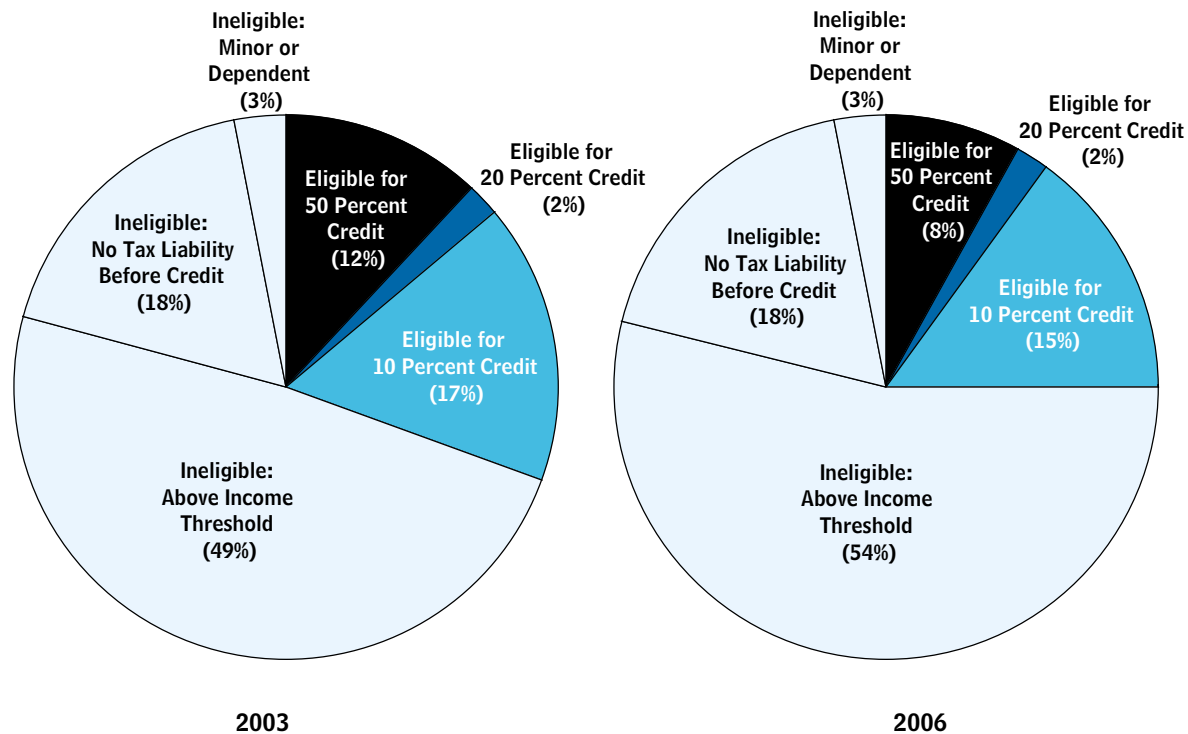 Ineligible:
Minor or
Dependent
(3%)
Eligible for
20 Percent Credit
(2%)
Eligible for
50 Percent
Credit
(12%)
Ineligible:
No Tax Liability
Before Credit
(18%)
Eligible for
10 Percent Credit
(17%)
Ineligible:
Above Income
Threshold
(49%)
2003
Ineligible:
Minor or
Dependent
(3%)
Eligible for
20 Percent Credit
(2%)
Eligible for
50 Percent
Credit
(8%)
Ineligible:
No Tax Liability
Before Credit
(18%)
Eligible for
10 Percent Credit
(15%)
Ineligible:
Above Income
Threshold
(54%)
2006